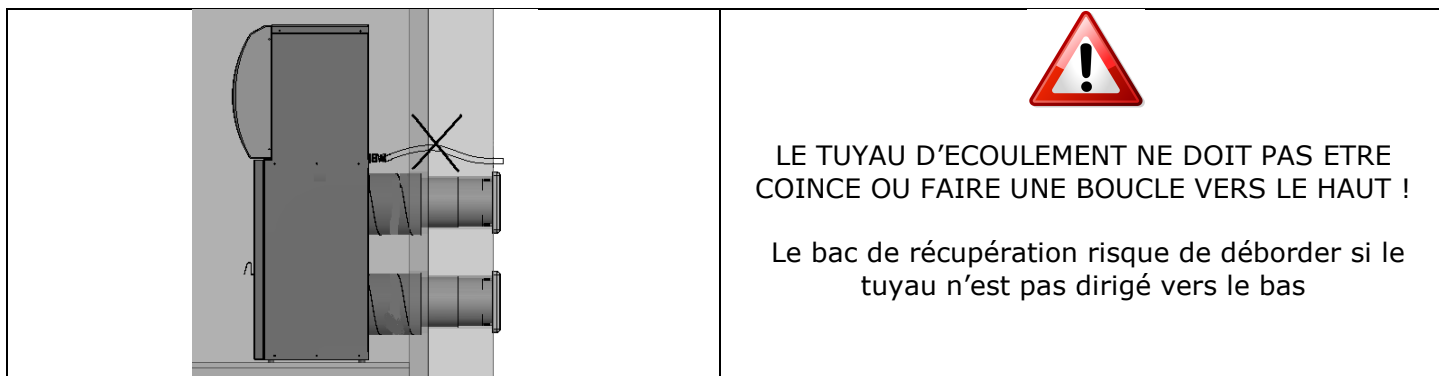 LE TUYAU D’ECOULEMENT NE DOIT PAS ETRE
COINCE OU FAIRE UNE BOUCLE VERS LE HAUT !
Le bac de récupération risque de déborder si le
tuyau n’est pas dirigé vers le bas